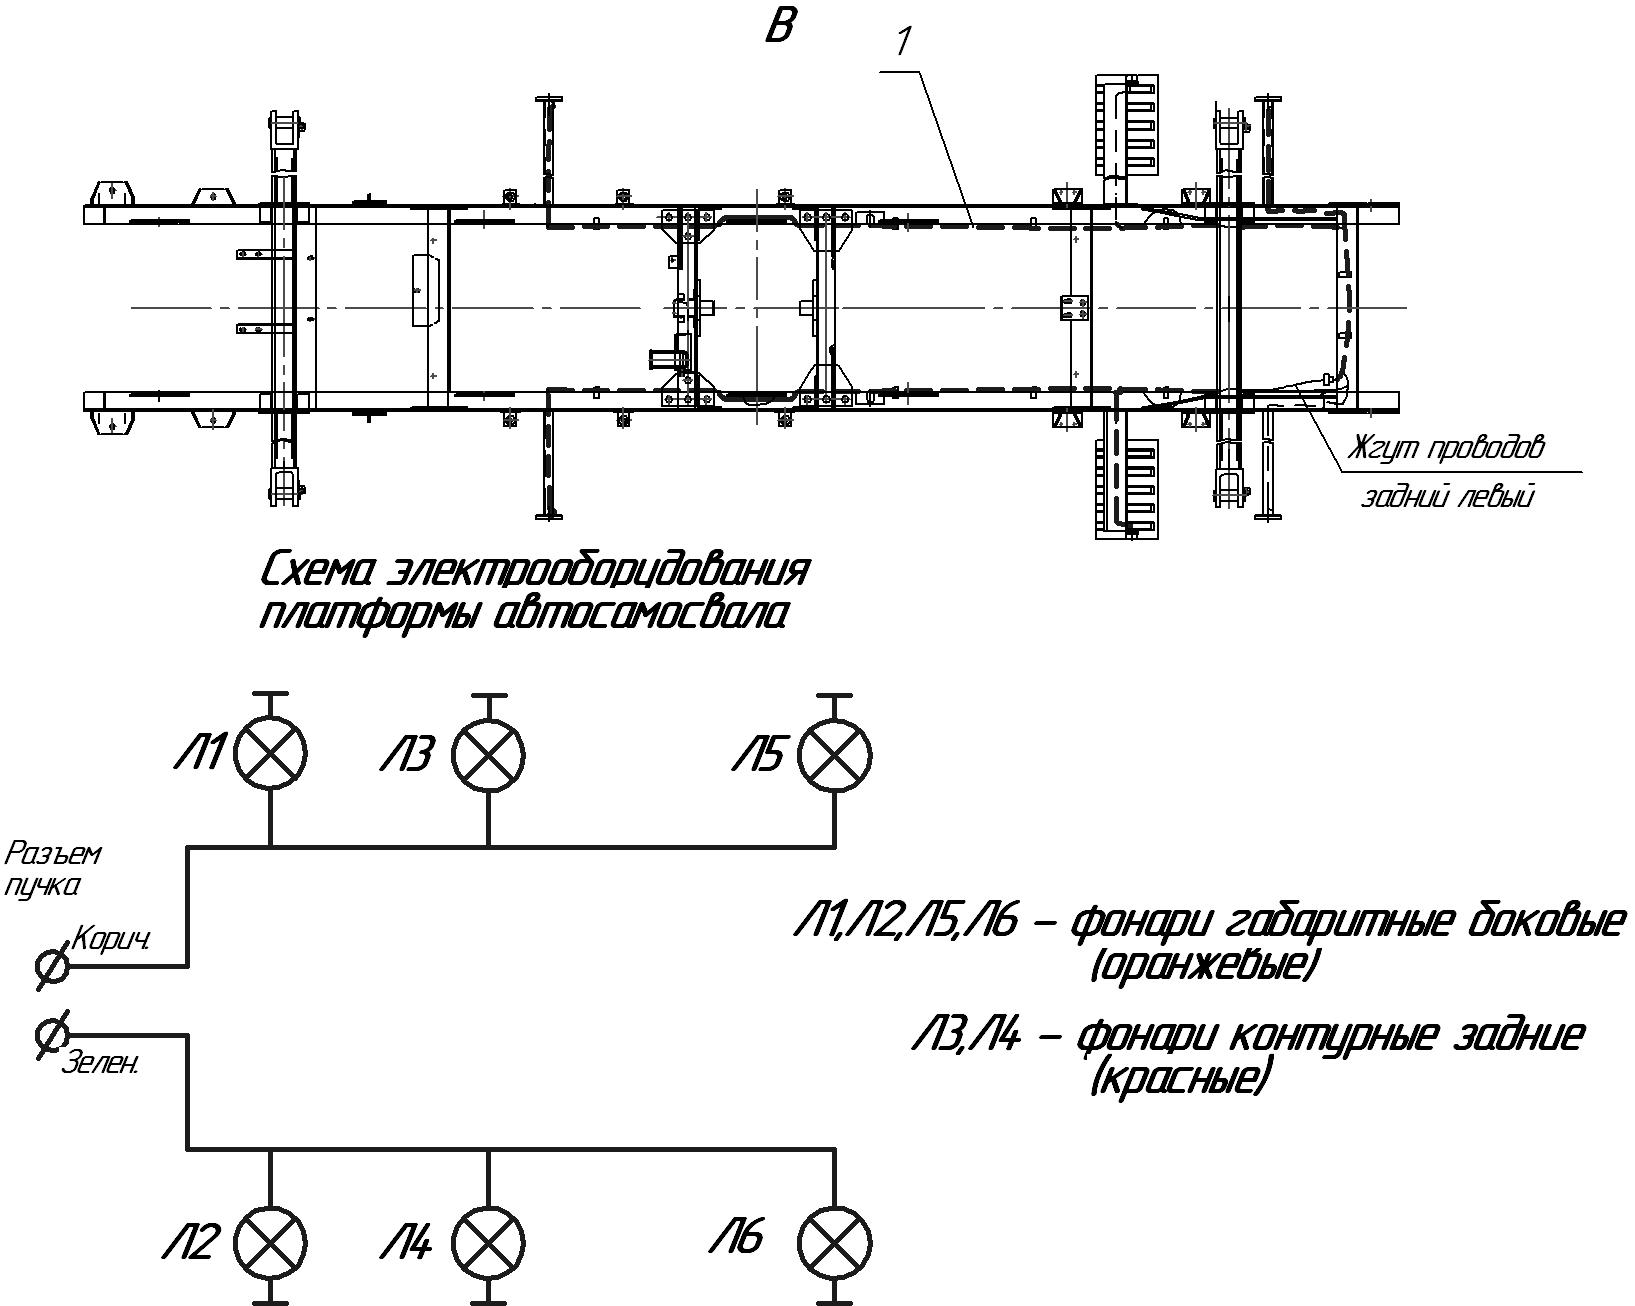 В
1
Жгут проводов
задний левый
Схема электрооборудования
платформы автосамосвала
Л1
Л3
Л5
Разъем
пучка
Корич.
Зелен.
Л1,Л2,Л5,Л6 – фонари габаритные боковые
(оранжевые)
Л3,Л4 – фонари контурные задние
(красные)
Л2
Л4
Л6